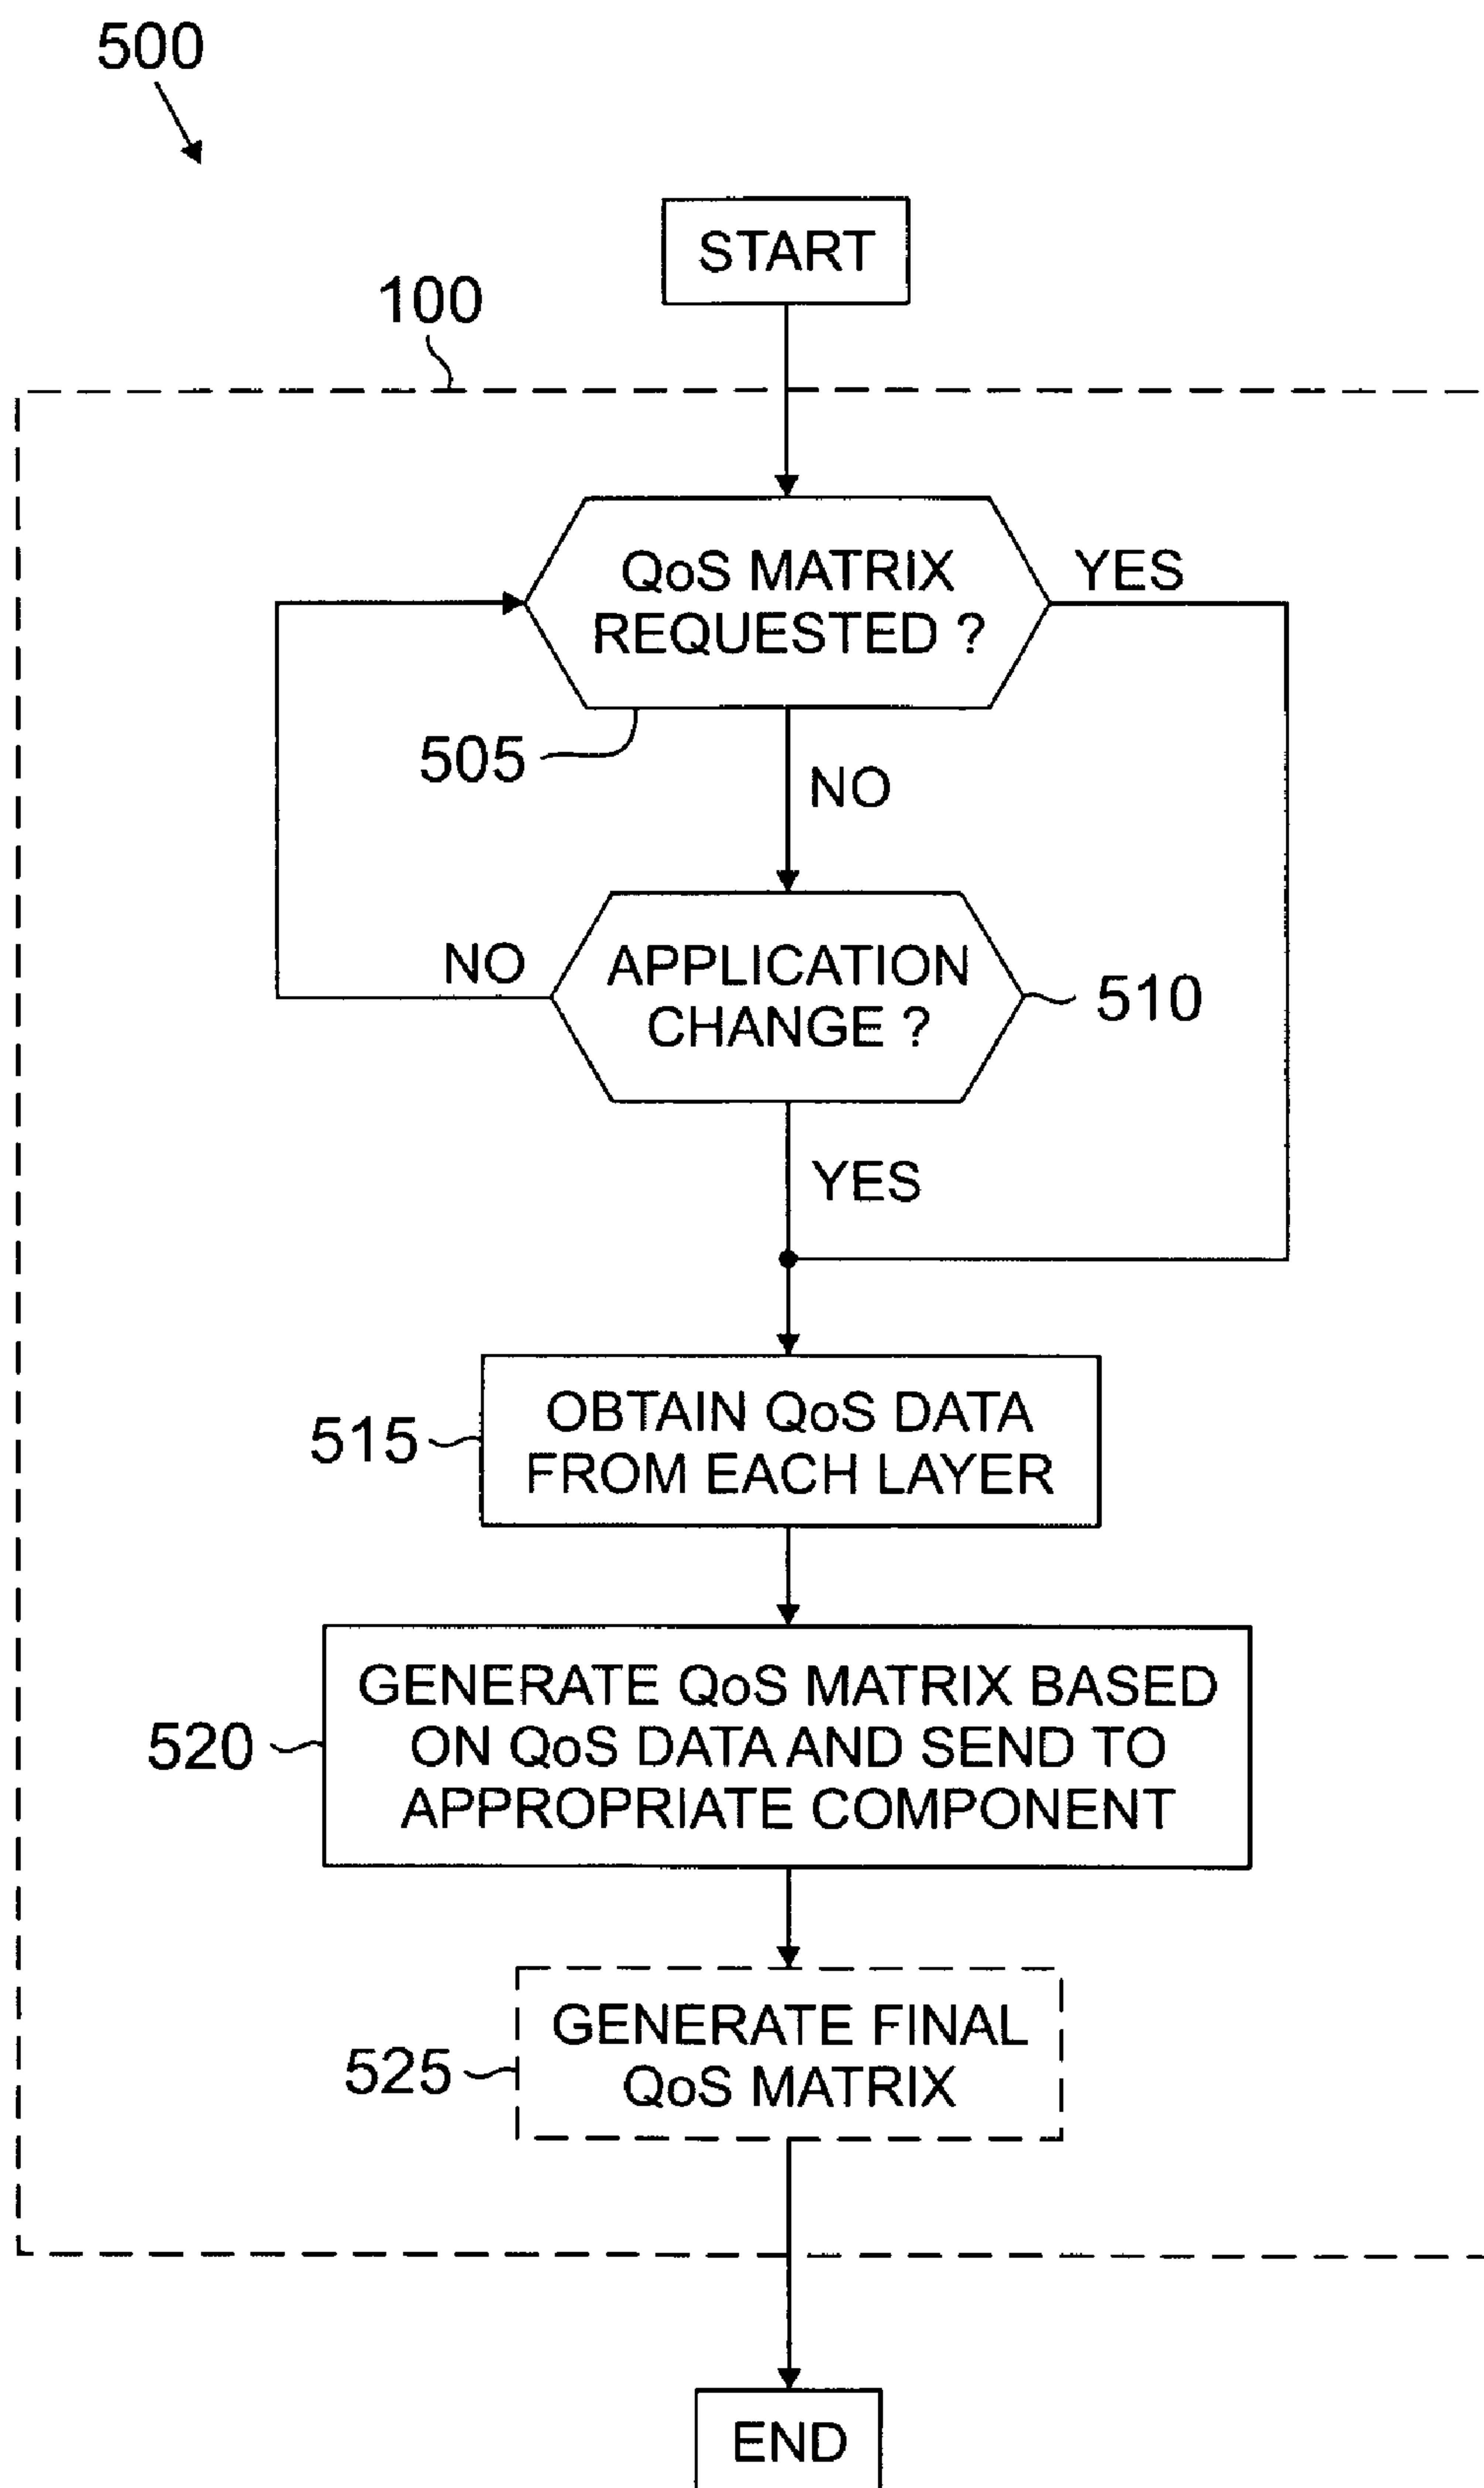 500
START
100
QoS MATRIX
REQUESTED ?
YES
505
NO
NO
APPLICATION
CHANGE ?
510
YES
OBTAIN QoS DATA
FROM EACH LAYER
515
GENERATE QoS MATRIX BASED
ON QoS DATA AND SEND TO
APPROPRIATE COMPONENT
520
GENERATE FINAL
QoS MATRIX
525
END